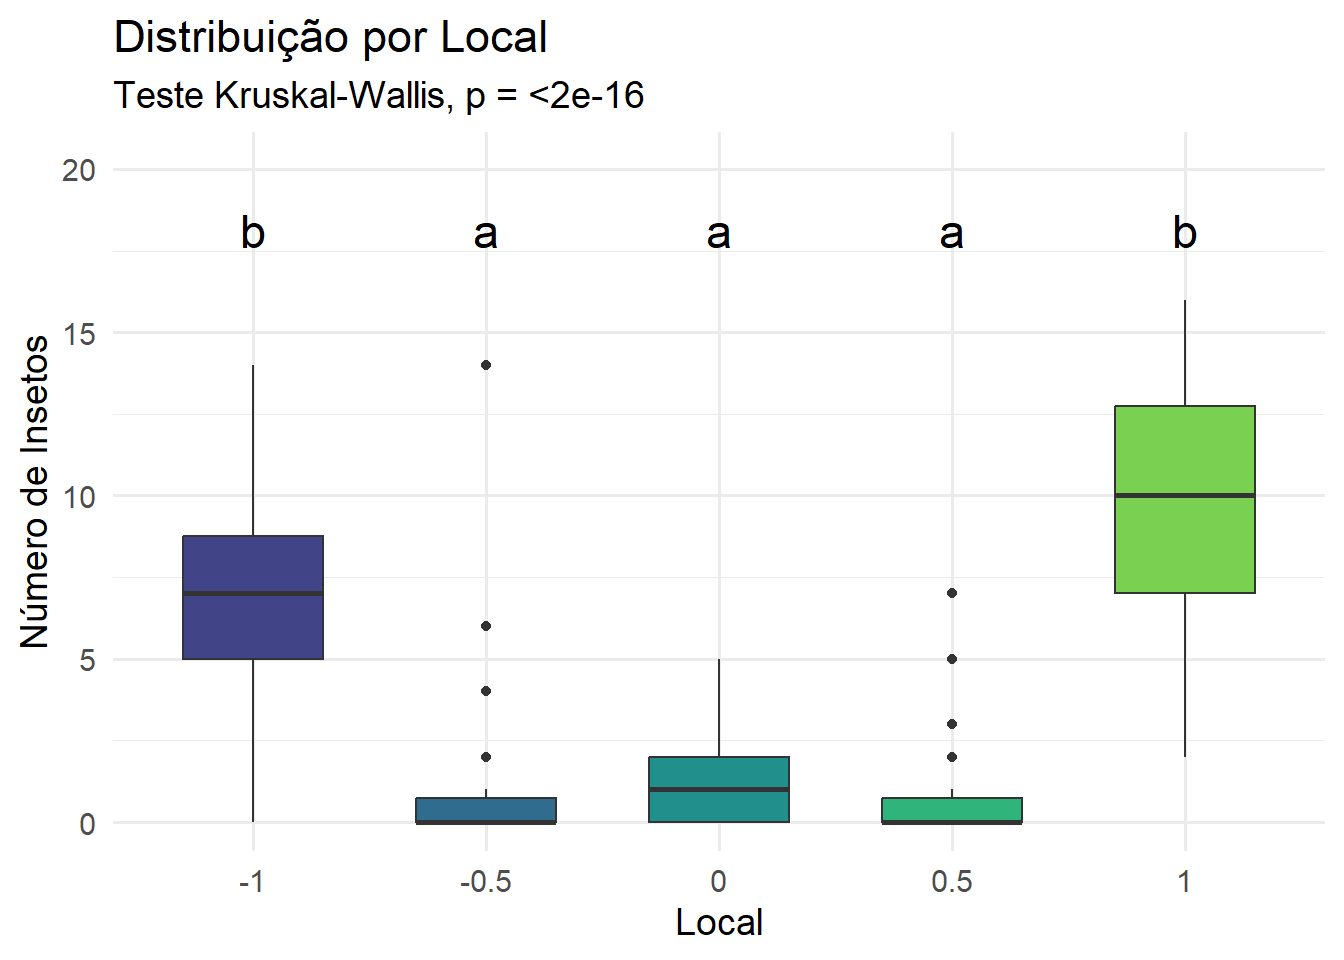 Distribuição por Local
Teste Kruskal-Wallis, p = <2e-16
20
b a a a b
15
10
5
0
Número de Insetos
-1 -0.5 0 0.5 1
Local